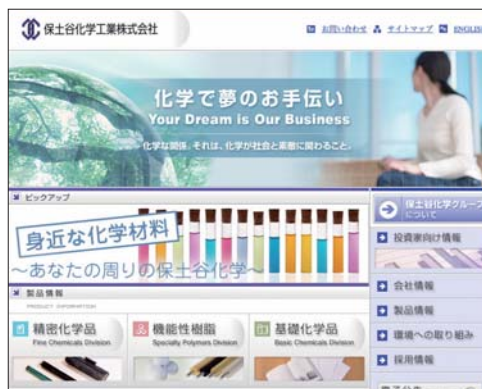 保土谷化学工業株式会社
お問い合わせ サイトマップ ENGLISH
化学で夢のお手伝い
Your Dream is Our Business
化学な関係。それは、化学が社会と素敵に関わること。
ピックアップ
身近な化学材料
～あなたの周りの保土谷化学～
製品情報
PRODUCT INFORMATION
精密化学品
Fine Chemicals Division
機能性樹脂
Specialty Polymers Division
基礎化学品
Basic Chemicals Division
保土谷化学グループ
について
投資家向け情報
会社情報
製品情報
環境への取り組み
採用情報